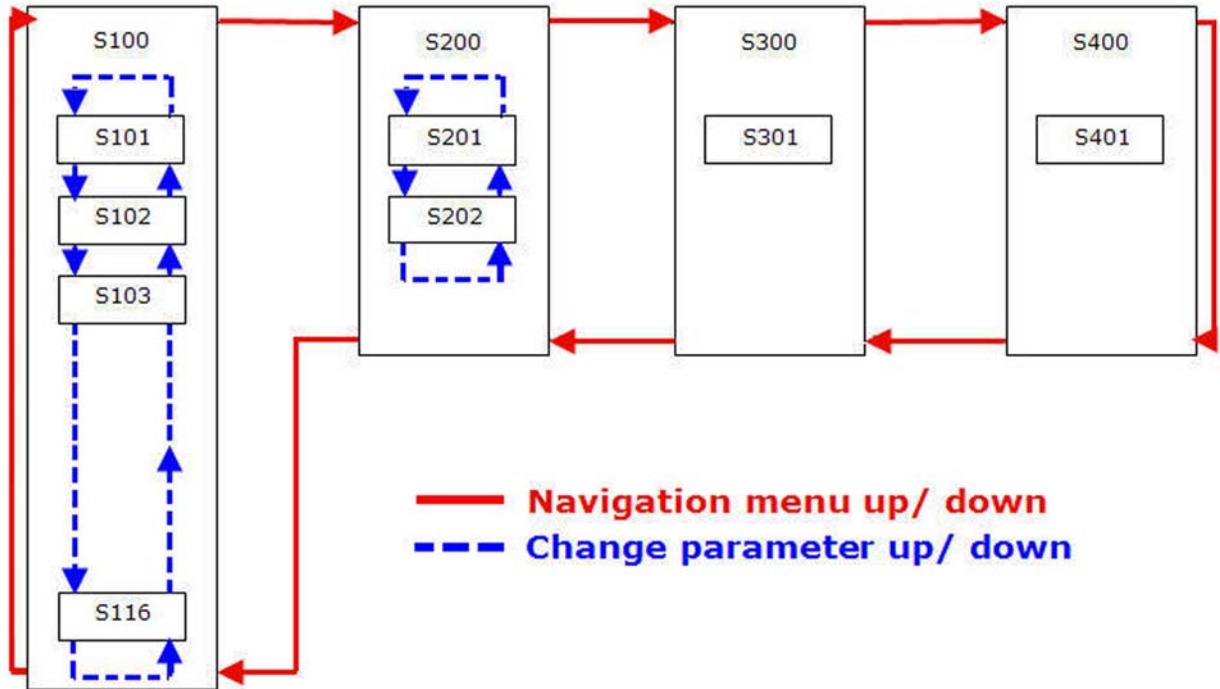 S100
S200
S300
S400
S101
S201
S301
S401
S102
S202
S103
Navigation menu up/ down
Change parameter up/ down
S116